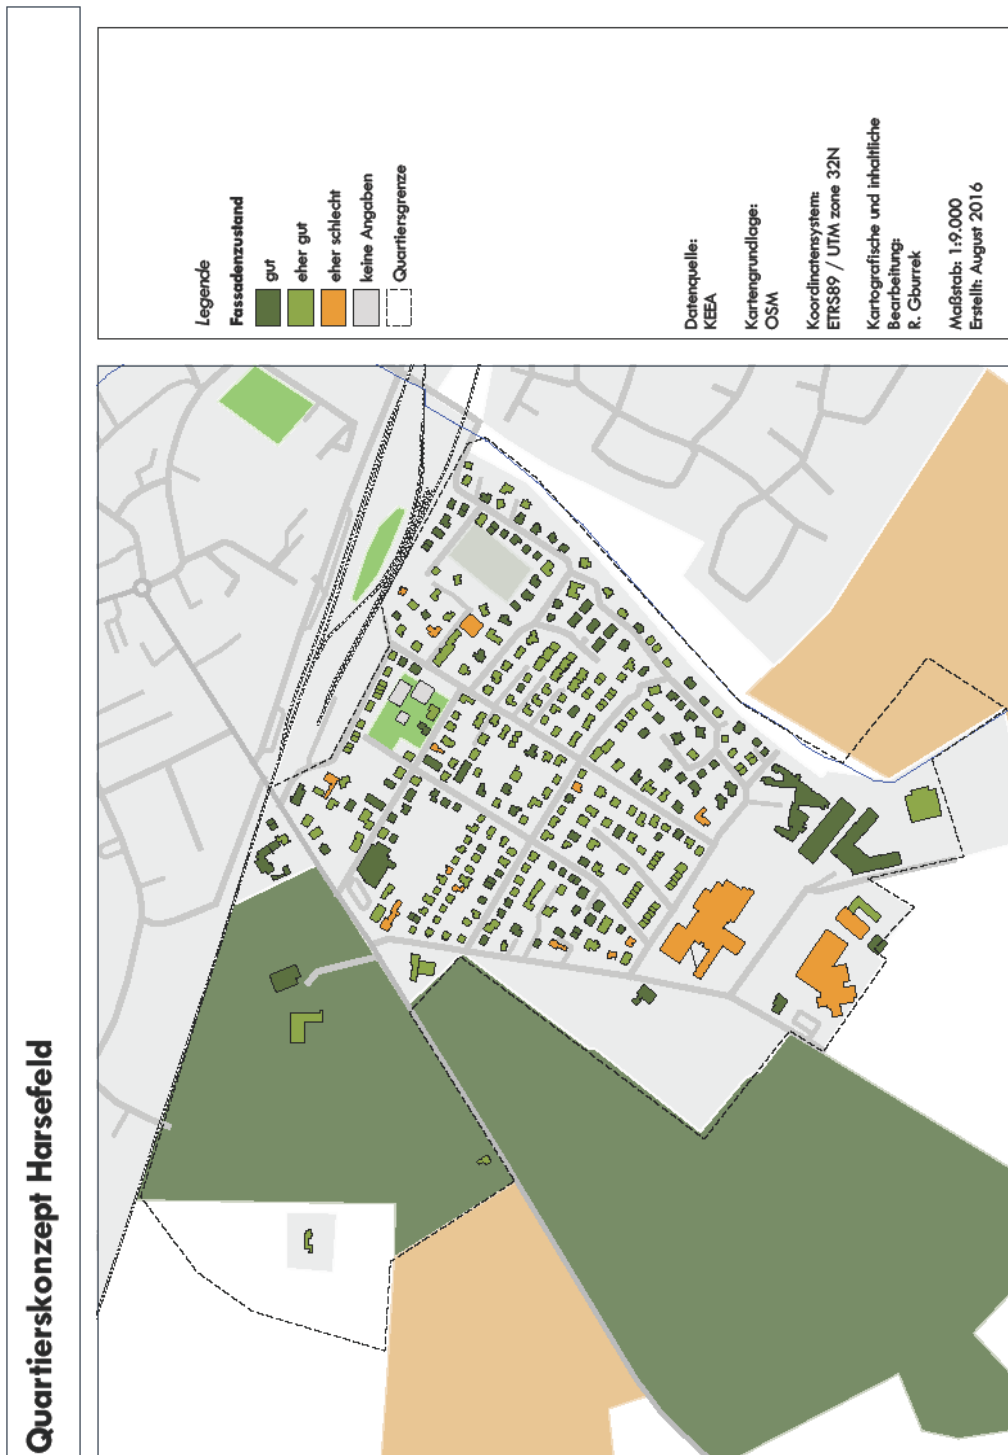 Quartierskonzept Harsefeld
Legende
Fassadenzustand
gut
eher gut
eher schlecht
keine Angaben
Quartiersgrenze
Datenquelle:
KEEA
Kartengrundlage:
OSM
Koordinatensystem:
ETRS89 / UTM zone 32N
Kartografische und inhaltliche
Bearbeitung:
R. Gburrek
Maßstab: 1:9.000
Erstellt: August 2016